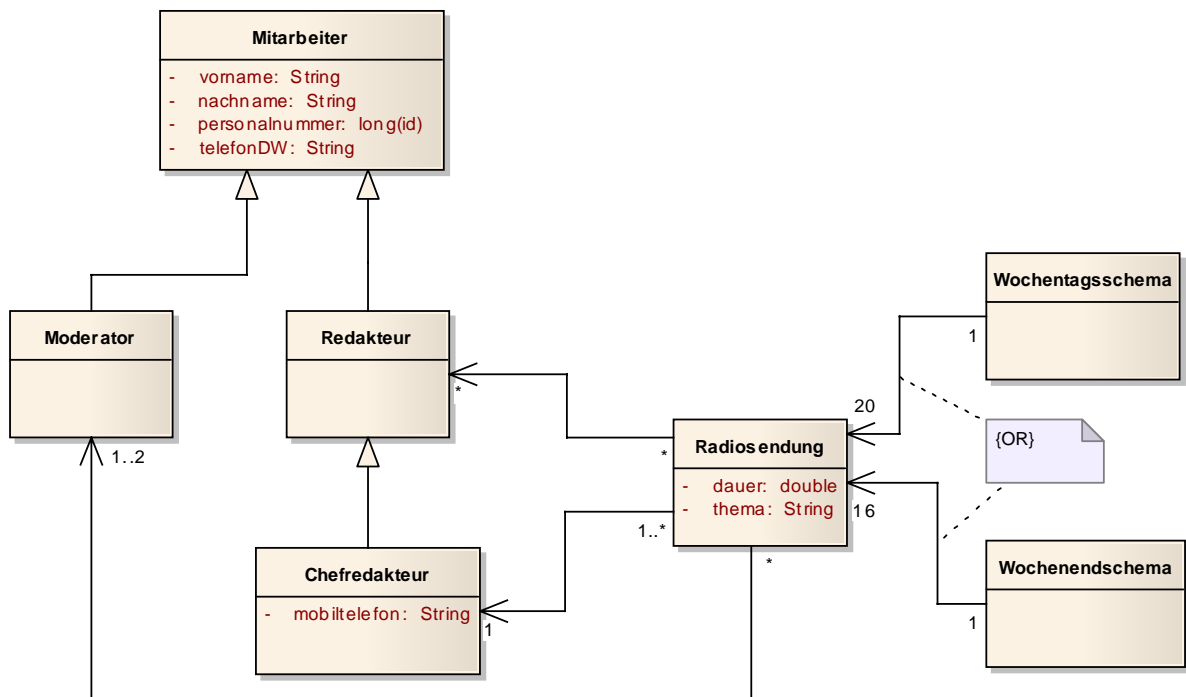 Mitarbeiter
- vorname: String
- nachname: String
- personalnummer: long(id)
- telefonDW: String
Moderator
Redakteur
Wochentagsschema
*
1
1..2
20
{OR}
Radiosendung
*
- dauer: double
- thema: String
16
1..*
*
Chefredakteur
- mobiltelefon: String
1
Wochenendschema
1